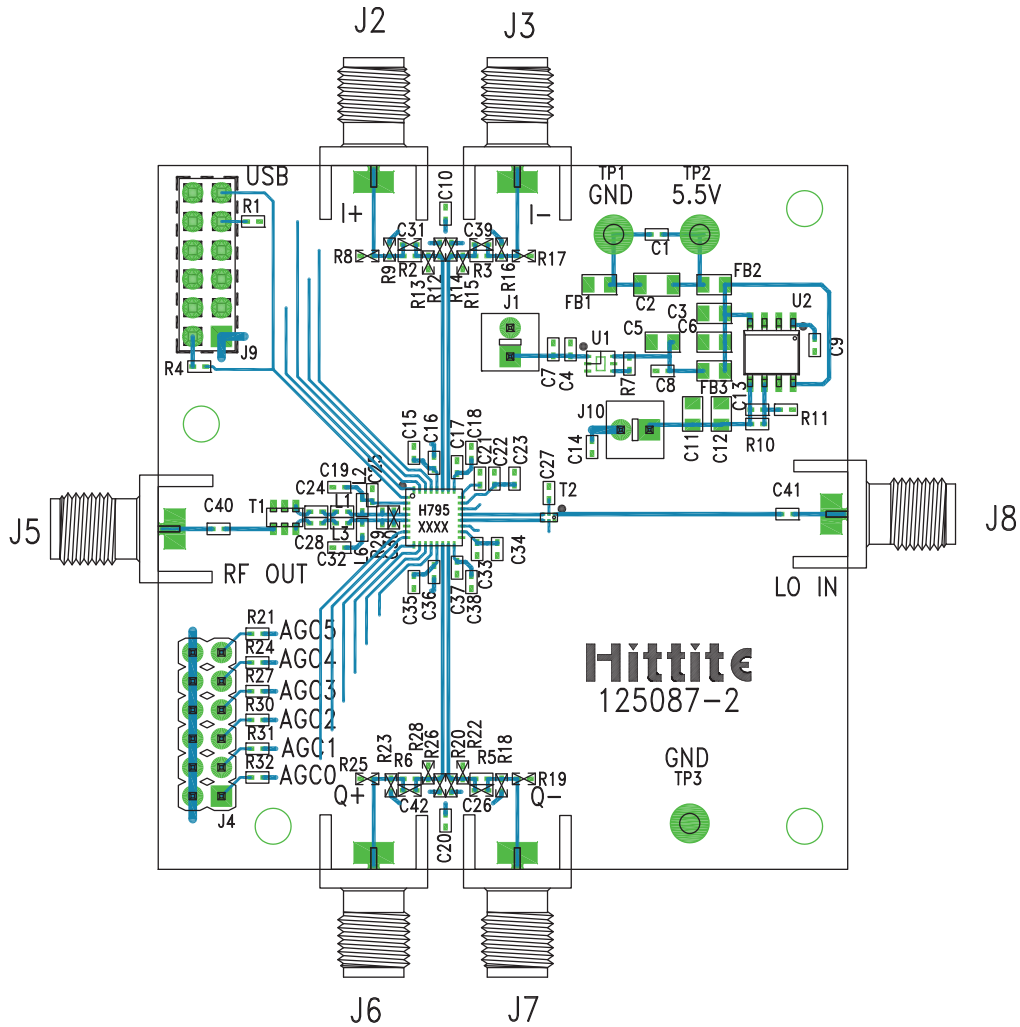 J2
J3
USB
TP1
TP2
GND
5.5V
C10
R1
I+
I-
C31
C39
C1
R8
R17
R9
R2
R3
R16
R13
R12
R14
R15
FB1
C2
FB2
J1
C3
U2
C5
C6
U1
J9
C9
R4
C7
C4
R7
C8
FB3
C13
J10
R11
C15
C16
C17
C18
C14
C11
C12
R10
C21
C22
C23
C19
L2
C25
C27
C24
T2
L1
H795
XXXX
C40
T1
C41
J5
J8
L3
C28
C32
L6
R29
C30
C33
C34
RF OUT
LO IN
C35
C36
C37
C38
R21
AGC5
R24
AGC4
Hittite
R27
AGC3
125087-2
R30
AGC2
R31
AGC1
R28
R22
GND
R23
R26
R20
R18
TP3
R32
AGC0
R25
R6
R5
R19
Q+
C42
C26
Q-
J4
C20
J6
J7